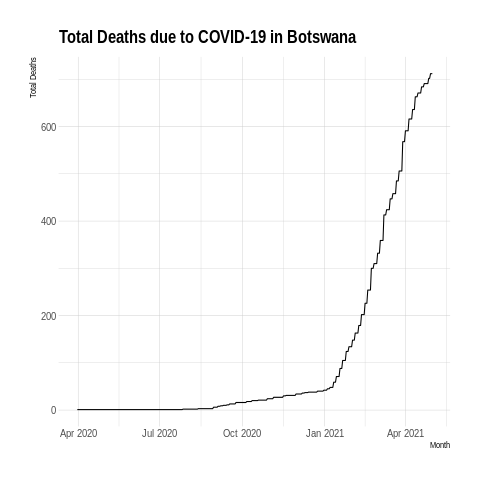 Total Deaths due to COVID-19 in Botswana
Total Deaths
600
400
200
0
Apr 2020 Jul 2020 Oct 2020 Jan 2021 Apr 2021
Month